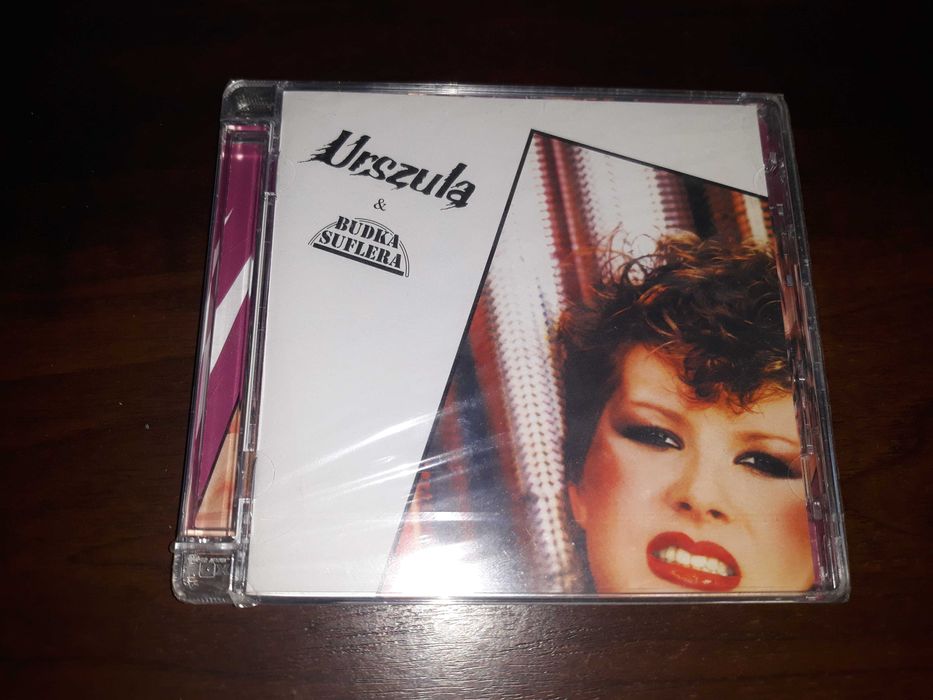 Urszula
&
BUDKA
SUFLERA